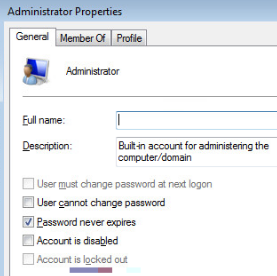 Administrator Properties
General Member Of Profile
Administrator
Full name:
Description: Built-in account for administering the
computer/domain
User must change password at next logon
User cannot change password
Password never expires
Account is disabled
Account is locked out